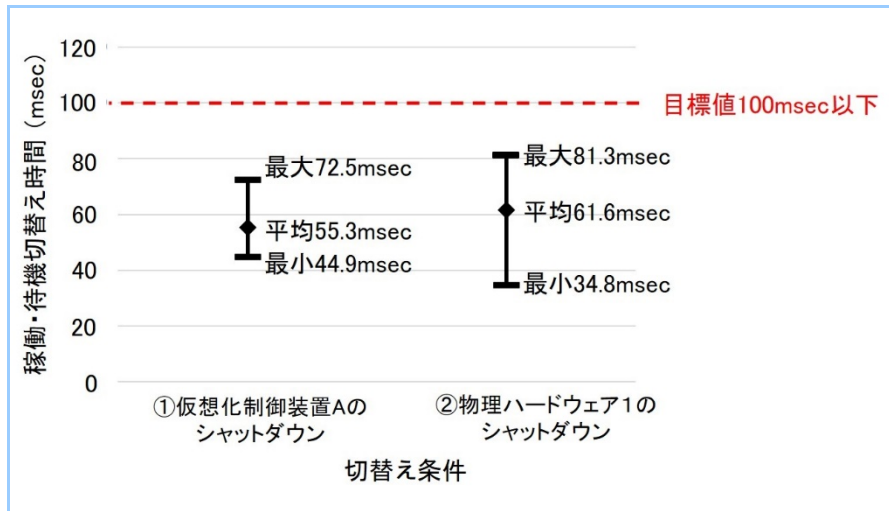 稼働・待機切替え時間（msec）
120
100
80
60
40
20
0
目標値100msec以下
最大72.5msec
平均55.3msec
最小44.9msec
最大81.3msec
平均61.6msec
最小34.8msec
①仮想化制御装置Aの
シャットダウン
②物理ハードウェア1の
シャットダウン
切替え条件